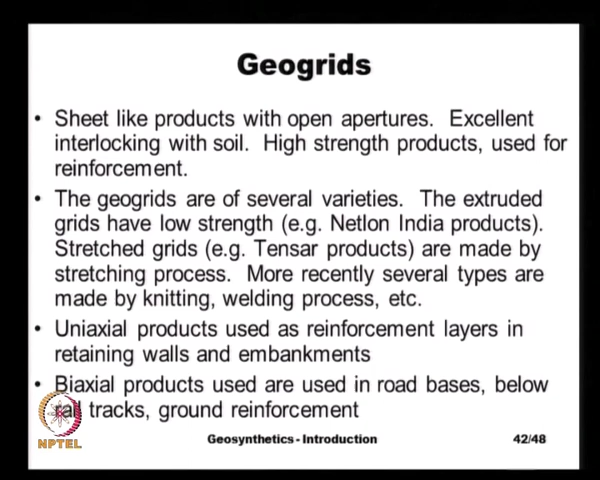 Geogrids
• Sheet like products with open apertures. Excellent
interlocking with soil. High strength products, used for
reinforcement.
• The geogrids are of several varieties. The extruded
grids have low strength (e.g. Netlon India products).
Stretched grids (e.g. Tensar products) are made by
stretching process. More recently several types are
made by knitting, welding process, etc.
• Uniaxial products used as reinforcement layers in
retaining walls and embankments
• Biaxial products used are used in road bases, below
rail tracks, ground reinforcement
NPTEL
Geosynthetics - Introduction
42/48